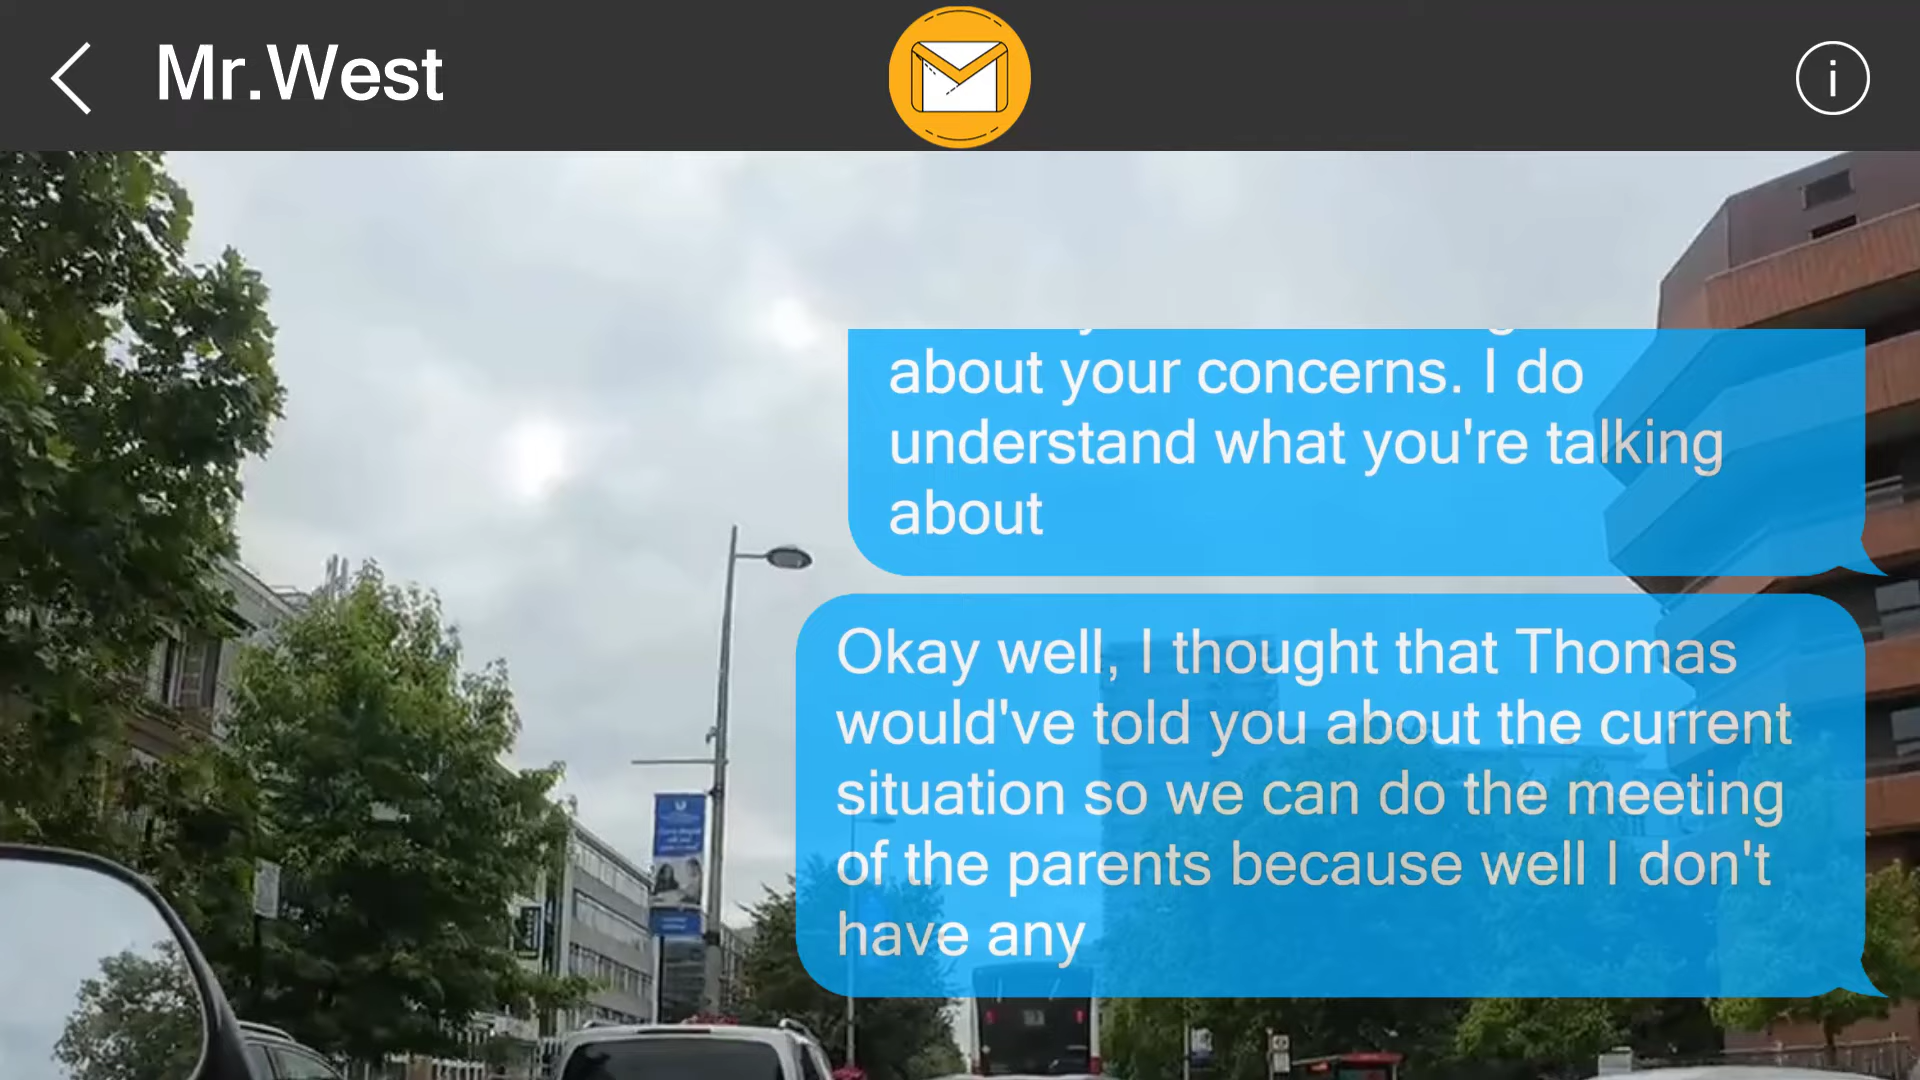 Mr.West
about your concerns. I do
understand what you're talking
about
Okay well, I thought that Thomas
would've told you about the current
situation so we can do the meeting
of the parents because well I don't
have any